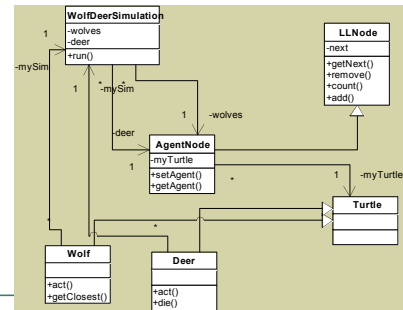 WolfDeerSimulation
-wolves
-deer
+run()
1
-mySim
*
1
*
-mySim
*
LLNode
-next
+getNext()
+remove()
+count()
+add()
-deer
1
1
-wolves
AgentNode
-myTurtle
+setAgent()
+getAgent()
*
1
-myTurtle
Turtle
*
*
Wolf
+act()
+getClosest()
Deer
+act()
+die()